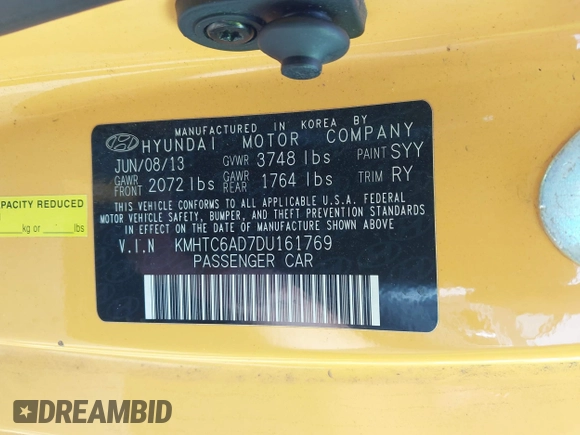 MANUFACTURED IN KOREA BY
HYUNDAI MOTOR COMPANY
JUN/08/13 GVWR 3748 lbs PAINT SYY
GAWR FRONT 2072 lbs GAWR REAR 1764 lbs TRIM RY
THIS VEHICLE CONFORMS TO ALL APPLICABLE U.S.A. FEDERAL
MOTOR VEHICLE SAFETY, BUMPER, AND THEFT PREVENTION STANDARDS
IN EFFECT ON THE DATE OF MANUFACTURE SHOWN ABOVE.
V.I.N KMHTC6AD7DU161769
PASSENGER CAR
CAPACITY REDUCED
kg or lbs
DREAMBID